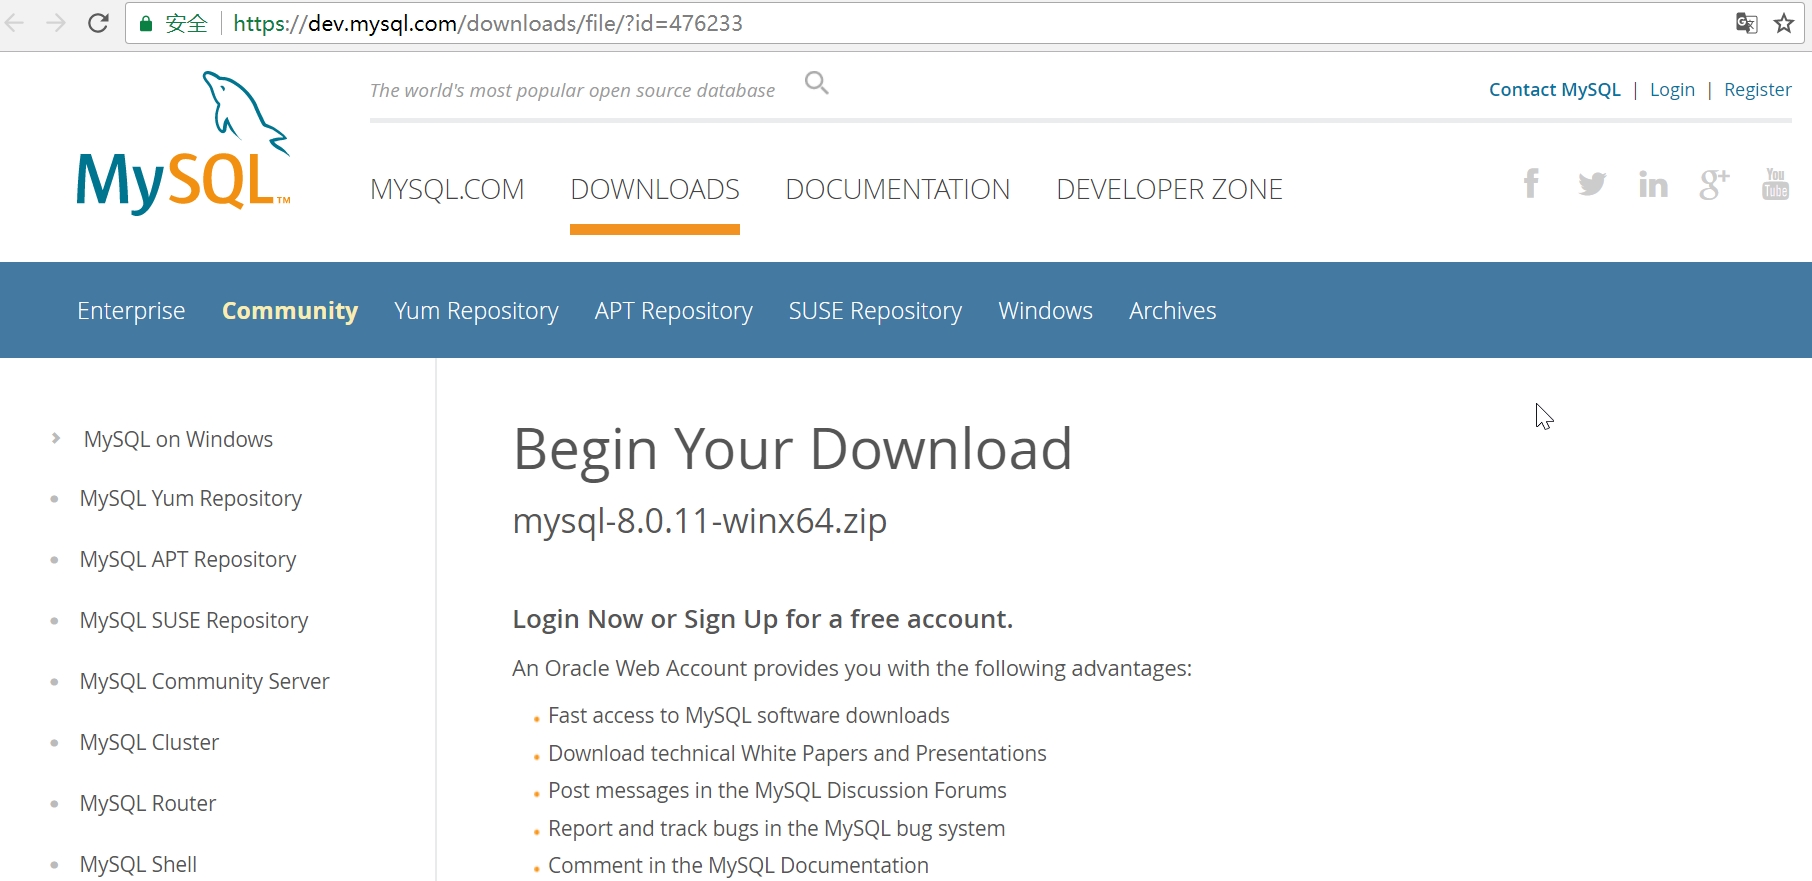 安全 https://dev.mysql.com/downloads/file/?id=476233
The world's most popular open source database
Contact MySQL | Login | Register
MySQL™
MYSQL.COM DOWNLOADS DOCUMENTATION DEVELOPER ZONE
f in g+ You Tube
Enterprise Community Yum Repository APT Repository SUSE Repository Windows Archives
MySQL on Windows
MySQL Yum Repository
MySQL APT Repository
MySQL SUSE Repository
MySQL Community Server
MySQL Cluster
MySQL Router
MySQL Shell
Begin Your Download
mysql-8.0.11-winx64.zip
Login Now or Sign Up for a free account.
An Oracle Web Account provides you with the following advantages:
Fast access to MySQL software downloads
Download technical White Papers and Presentations
Post messages in the MySQL Discussion Forums
Report and track bugs in the MySQL bug system
Comment in the MySQL Documentation